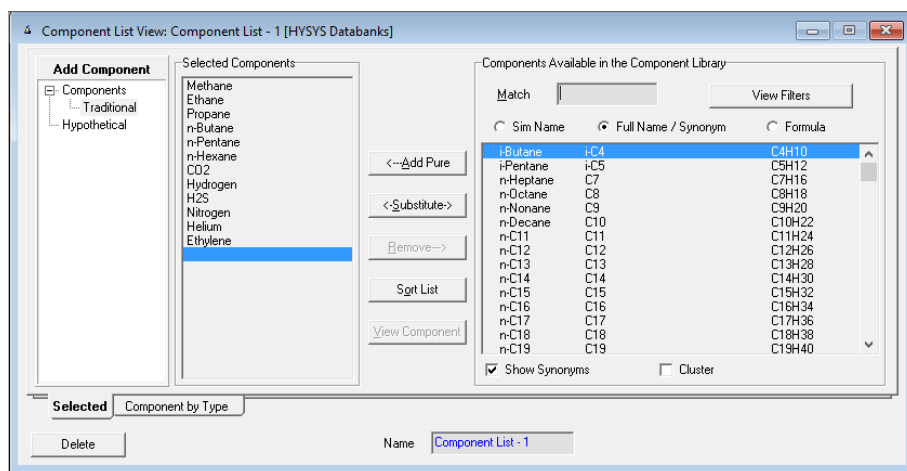 Component List View: Component List - 1 [HYSYS Databanks]
Add Component
Components
Traditional
Hypothetical
Selected Components
Methane
Ethane
Propane
n-Butane
n-Pentane
n-Hexane
CO2
Hydrogen
H2S
Nitrogen
Helium
Ethylene
<---Add Pure
<-Substitute->
Remove--->
Sort List
View Component
Components Available in the Component Library
Match
View Filters
Sim Name Full Name / Synonym Formula
i-Butane i-C4 C4H10
i-Pentane i-C5 C5H12
n-Heptane C7 C7H16
n-Octane C8 C8H18
n-Nonane C9 C9H20
n-Decane C10 C10H22
n-C11 C11 C11H24
n-C12 C12 C12H26
n-C13 C13 C13H28
n-C14 C14 C14H30
n-C15 C15 C15H32
n-C16 C16 C16H34
n-C17 C17 C17H36
n-C18 C18 C18H38
n-C19 C19 C19H40
Show Synonyms Cluster
Selected Component by Type
Delete Name Component List - 1